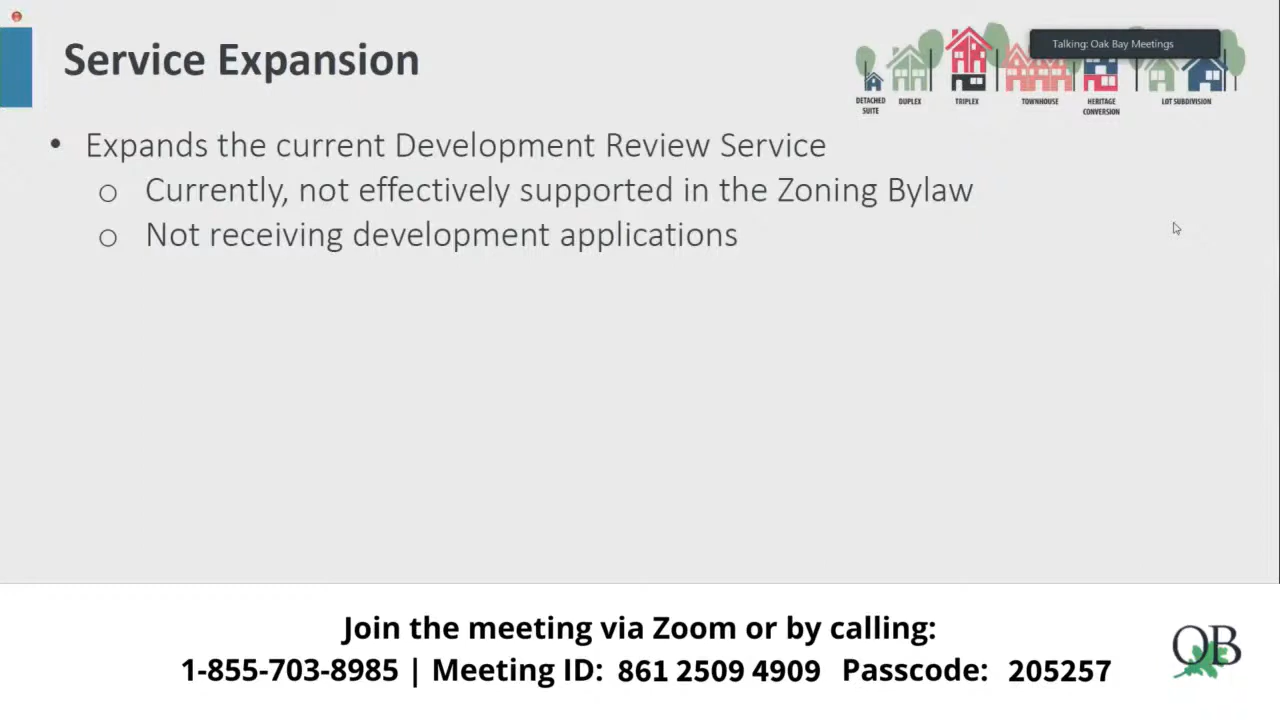 Service Expansion
Talking: Oak Bay Meetings
DETACHED SUITE
DUPLEX
TRIPLEX
TOWNHOUSE
HERITAGE CONVERSION
LOT SUBDIVISION
• Expands the current Development Review Service
o Currently, not effectively supported in the Zoning Bylaw
o Not receiving development applications
Join the meeting via Zoom or by calling:
1-855-703-8985 | Meeting ID: 861 2509 4909 Passcode: 205257
OB